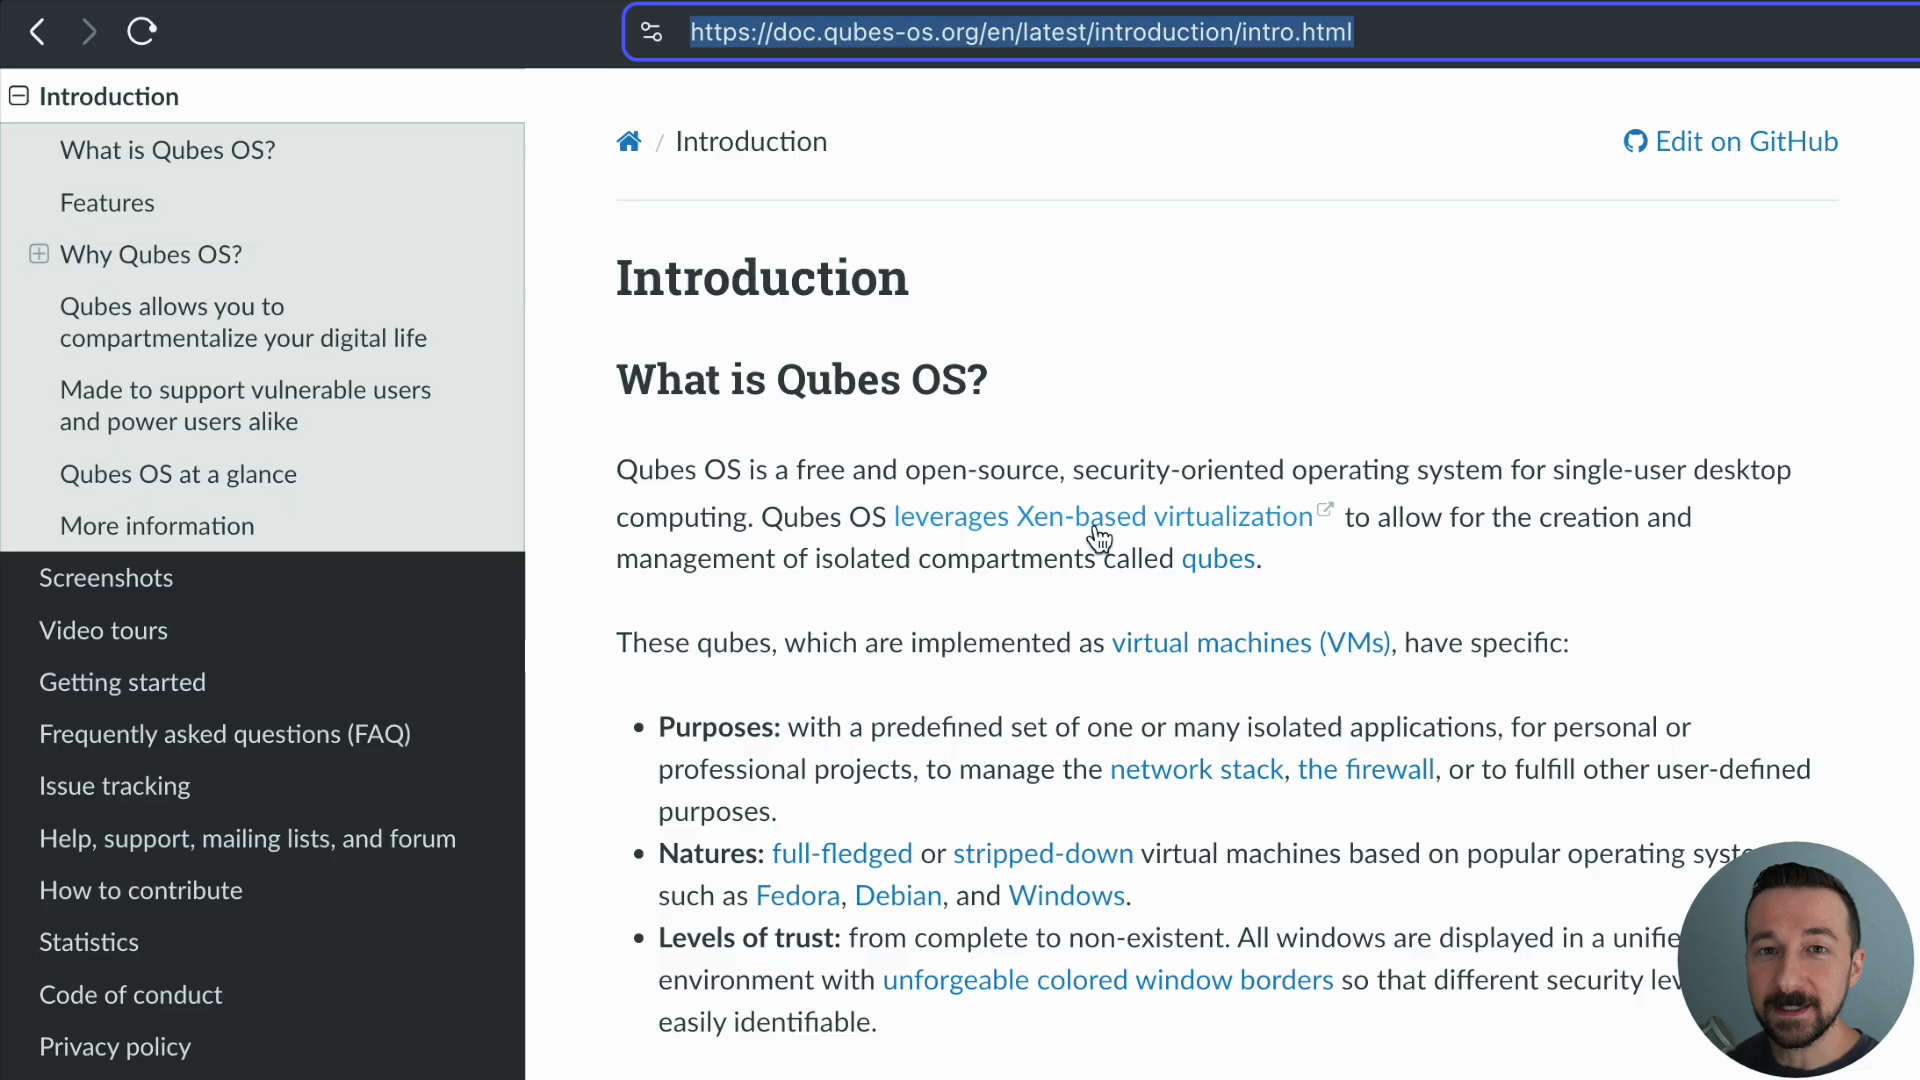 https://doc.qubes-os.org/en/latest/introduction/intro.html
Introduction
What is Qubes OS?
Features
Why Qubes OS?
Qubes allows you to
compartmentalize your digital life
Made to support vulnerable users
and power users alike
Qubes OS at a glance
More information
Screenshots
Video tours
Getting started
Frequently asked questions (FAQ)
Issue tracking
Help, support, mailing lists, and forum
How to contribute
Statistics
Code of conduct
Privacy policy
/ Introduction
Edit on GitHub
Introduction
What is Qubes OS?
Qubes OS is a free and open-source, security-oriented operating system for single-user desktop
computing. Qubes OS leverages Xen-based virtualization to allow for the creation and
management of isolated compartments called qubes.
These qubes, which are implemented as virtual machines (VMs), have specific:
• Purposes: with a predefined set of one or many isolated applications, for personal or
professional projects, to manage the network stack, the firewall, or to fulfill other user-defined
purposes.
• Natures: full-fledged or stripped-down virtual machines based on popular operating
such as Fedora, Debian, and Windows.
• Levels of trust: from complete to non-existent. All windows are displayed in a
environment with unforgeable colored window borders so that different security
easily identifiable.